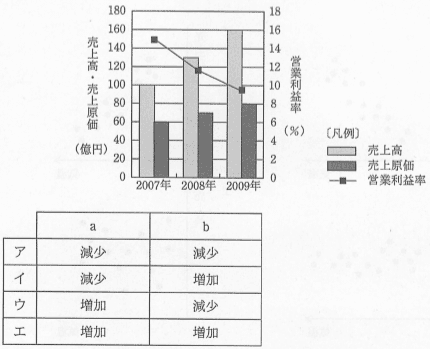 売上高・売上原価
(億円)
180
160
140
120
100
80
60
40
20
0
18
16
14
12
10
8
6
4
2
0
営業利益率
(%)
2007年 2008年 2009年
〔凡例〕
売上高
売上原価
営業利益率
a b
ア 減少 減少
イ 減少 増加
ウ 増加 減少
エ 増加 増加